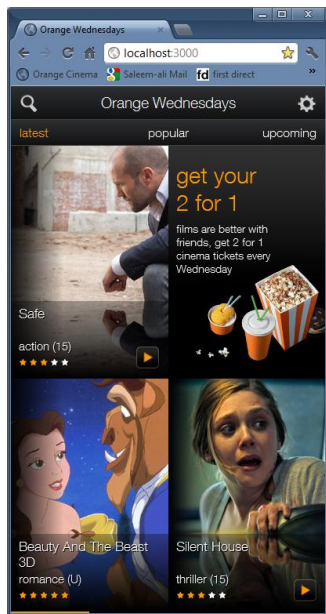 Orange Wednesdays
localhost:3000
Orange Cinema Saleem-ali Mail fd first direct »
Orange Wednesdays
latest popular upcoming
get your
2 for 1
films are better with
friends, get 2 for 1
cinema tickets every
Wednesday
Safe
action (15)
Beauty And The Beast
3D
romance (U)
Silent House
thriller (15)